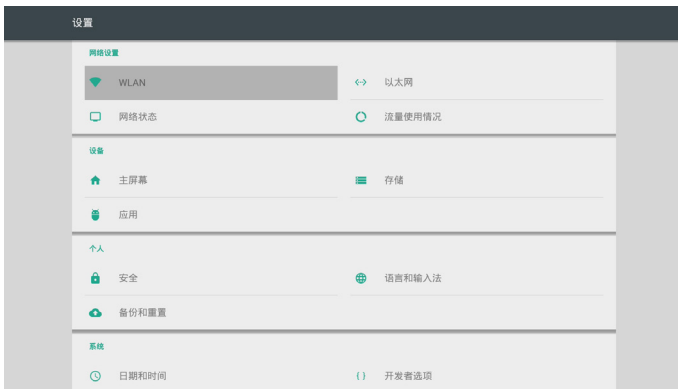 设置
网络设置
WLAN
以太网
网络状态
流量使用情况
设备
主屏幕
存储
应用
个人
安全
语言和输入法
备份和重置
系统
日期和时间
开发者选项